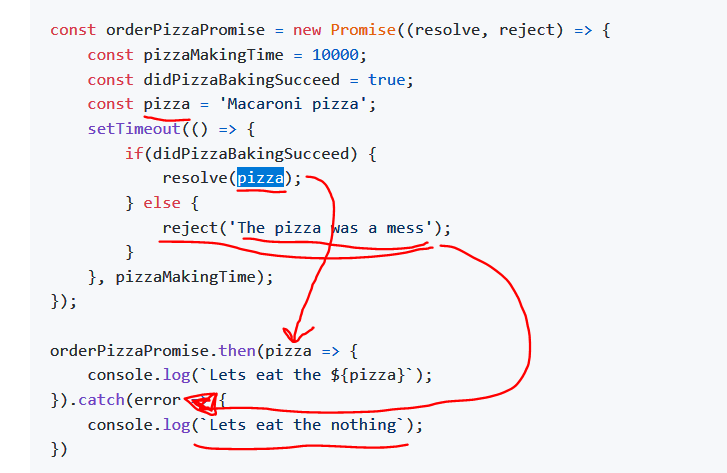 const orderPizzaPromise = new Promise((resolve, reject) => {
const pizzaMakingTime = 10000;
const didPizzaBakingSucceed = true;
const pizza = 'Macaroni pizza';
setTimeout(() => {
if(didPizzaBakingSucceed) {
resolve(pizza);
} else {
reject('The pizza was a mess');
}
}, pizzaMakingTime);
});
orderPizzaPromise.then(pizza => {
console.log(`Lets eat the ${pizza}`);
}).catch(error {
console.log(`Lets eat the nothing`);
})